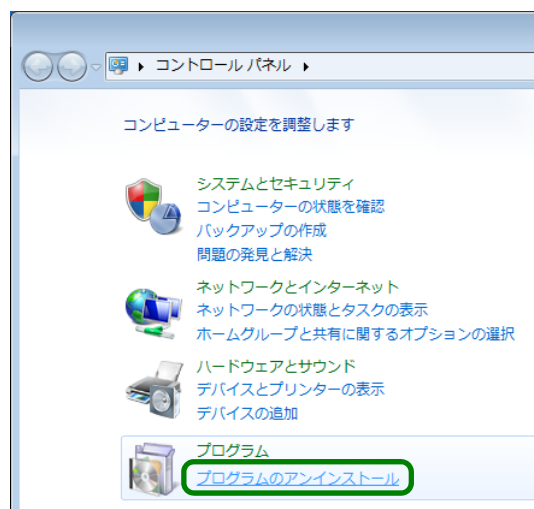 コントロール パネル
コンピューターの設定を調整します
システムとセキュリティ
コンピューターの状態を確認
バックアップの作成
問題の発見と解決
ネットワークとインターネット
ネットワークの状態とタスクの表示
ホームグループと共有に関するオプションの選択
ハードウェアとサウンド
デバイスとプリンターの表示
デバイスの追加
プログラム
プログラムのアンインストール